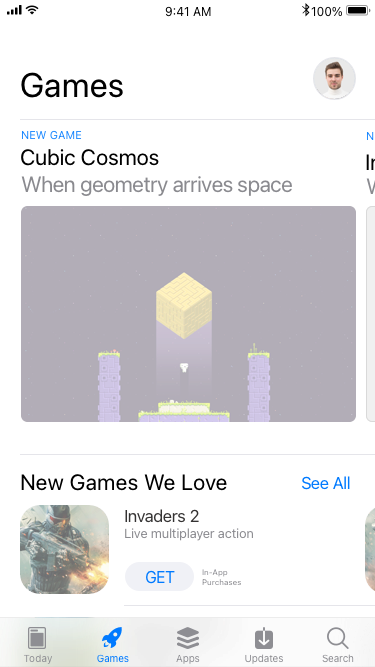 9:41 AM
100%
Games
NEW GAME
N
Cubic Cosmos
When geometry arrives space
New Games We Love
See All
Invaders 2
Live multiplayer action
GET
In-App
Purchases
Today
Games
Apps
Updates
Search